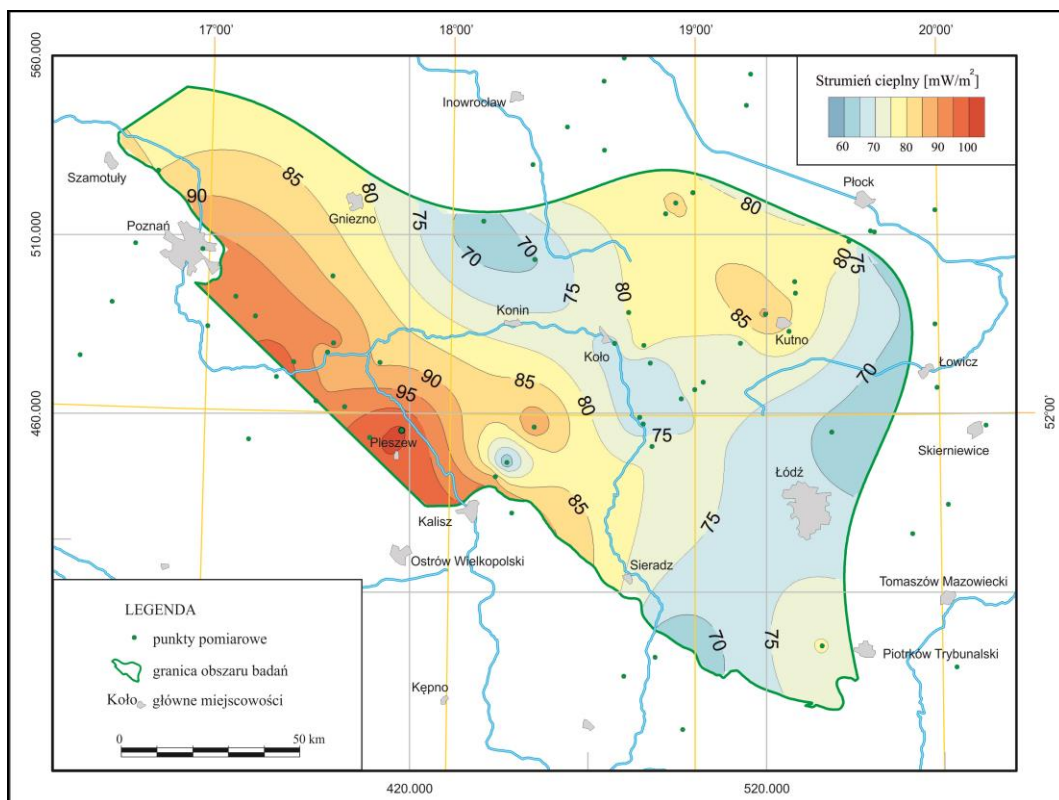 17°00'
18°00'
19°00'
20°00'
560.000
Strumień cieplny [mW/m²]
60 65 70 75 80 85 90 95 100
Inowrocław
Szamotuły
85
80
Płock
90
Gniezno
80
Poznań
75
510.000
70
70
80
75
75
80
85
Konin
Kutno
Koło
70
Łowicz
90
85
95
80
460.000
52°00'
75
Pleszew
Skierniewice
Łódź
85
75
Kalisz
Ostrów Wielkopolski
Sieradz
Tomaszów Mazowiecki
LEGENDA
punkty pomiarowe
70
75
Piotrków Trybunalski
granica obszaru badań
Kępno
Koło główne miejscowości
0 50 km
420.000
520.000